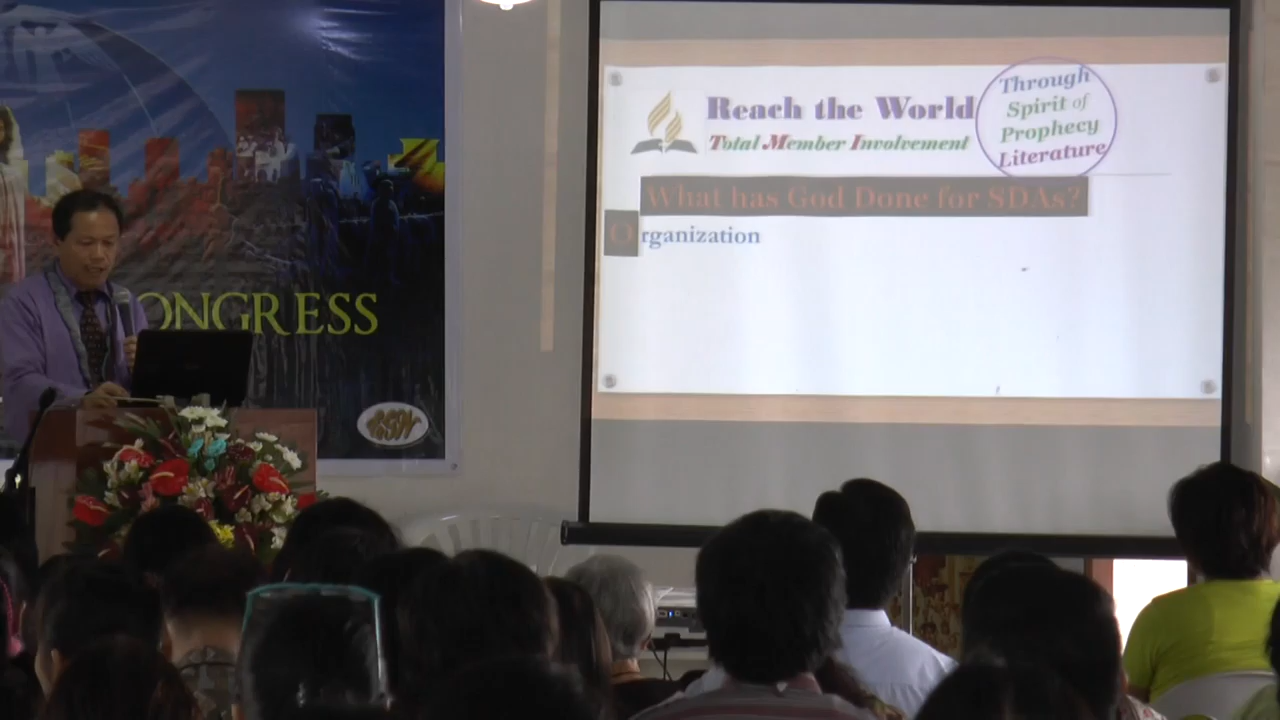 Reach the World
Total Member Involvement
Through
Spirit of
Prophecy
Literature
What has God Done for SDAs?
Organization
ONGRESS